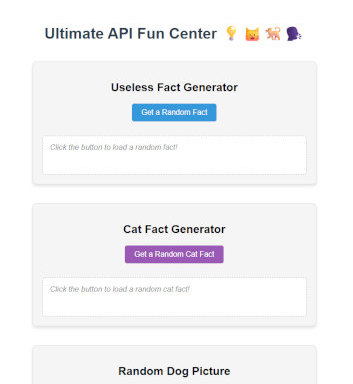 Ultimate API Fun Center 💡 🐱 🐕 🗣
Useless Fact Generator
Get a Random Fact
Click the button to load a random fact!
Cat Fact Generator
Get a Random Cat Fact
Click the button to load a random cat fact!
Random Dog Picture